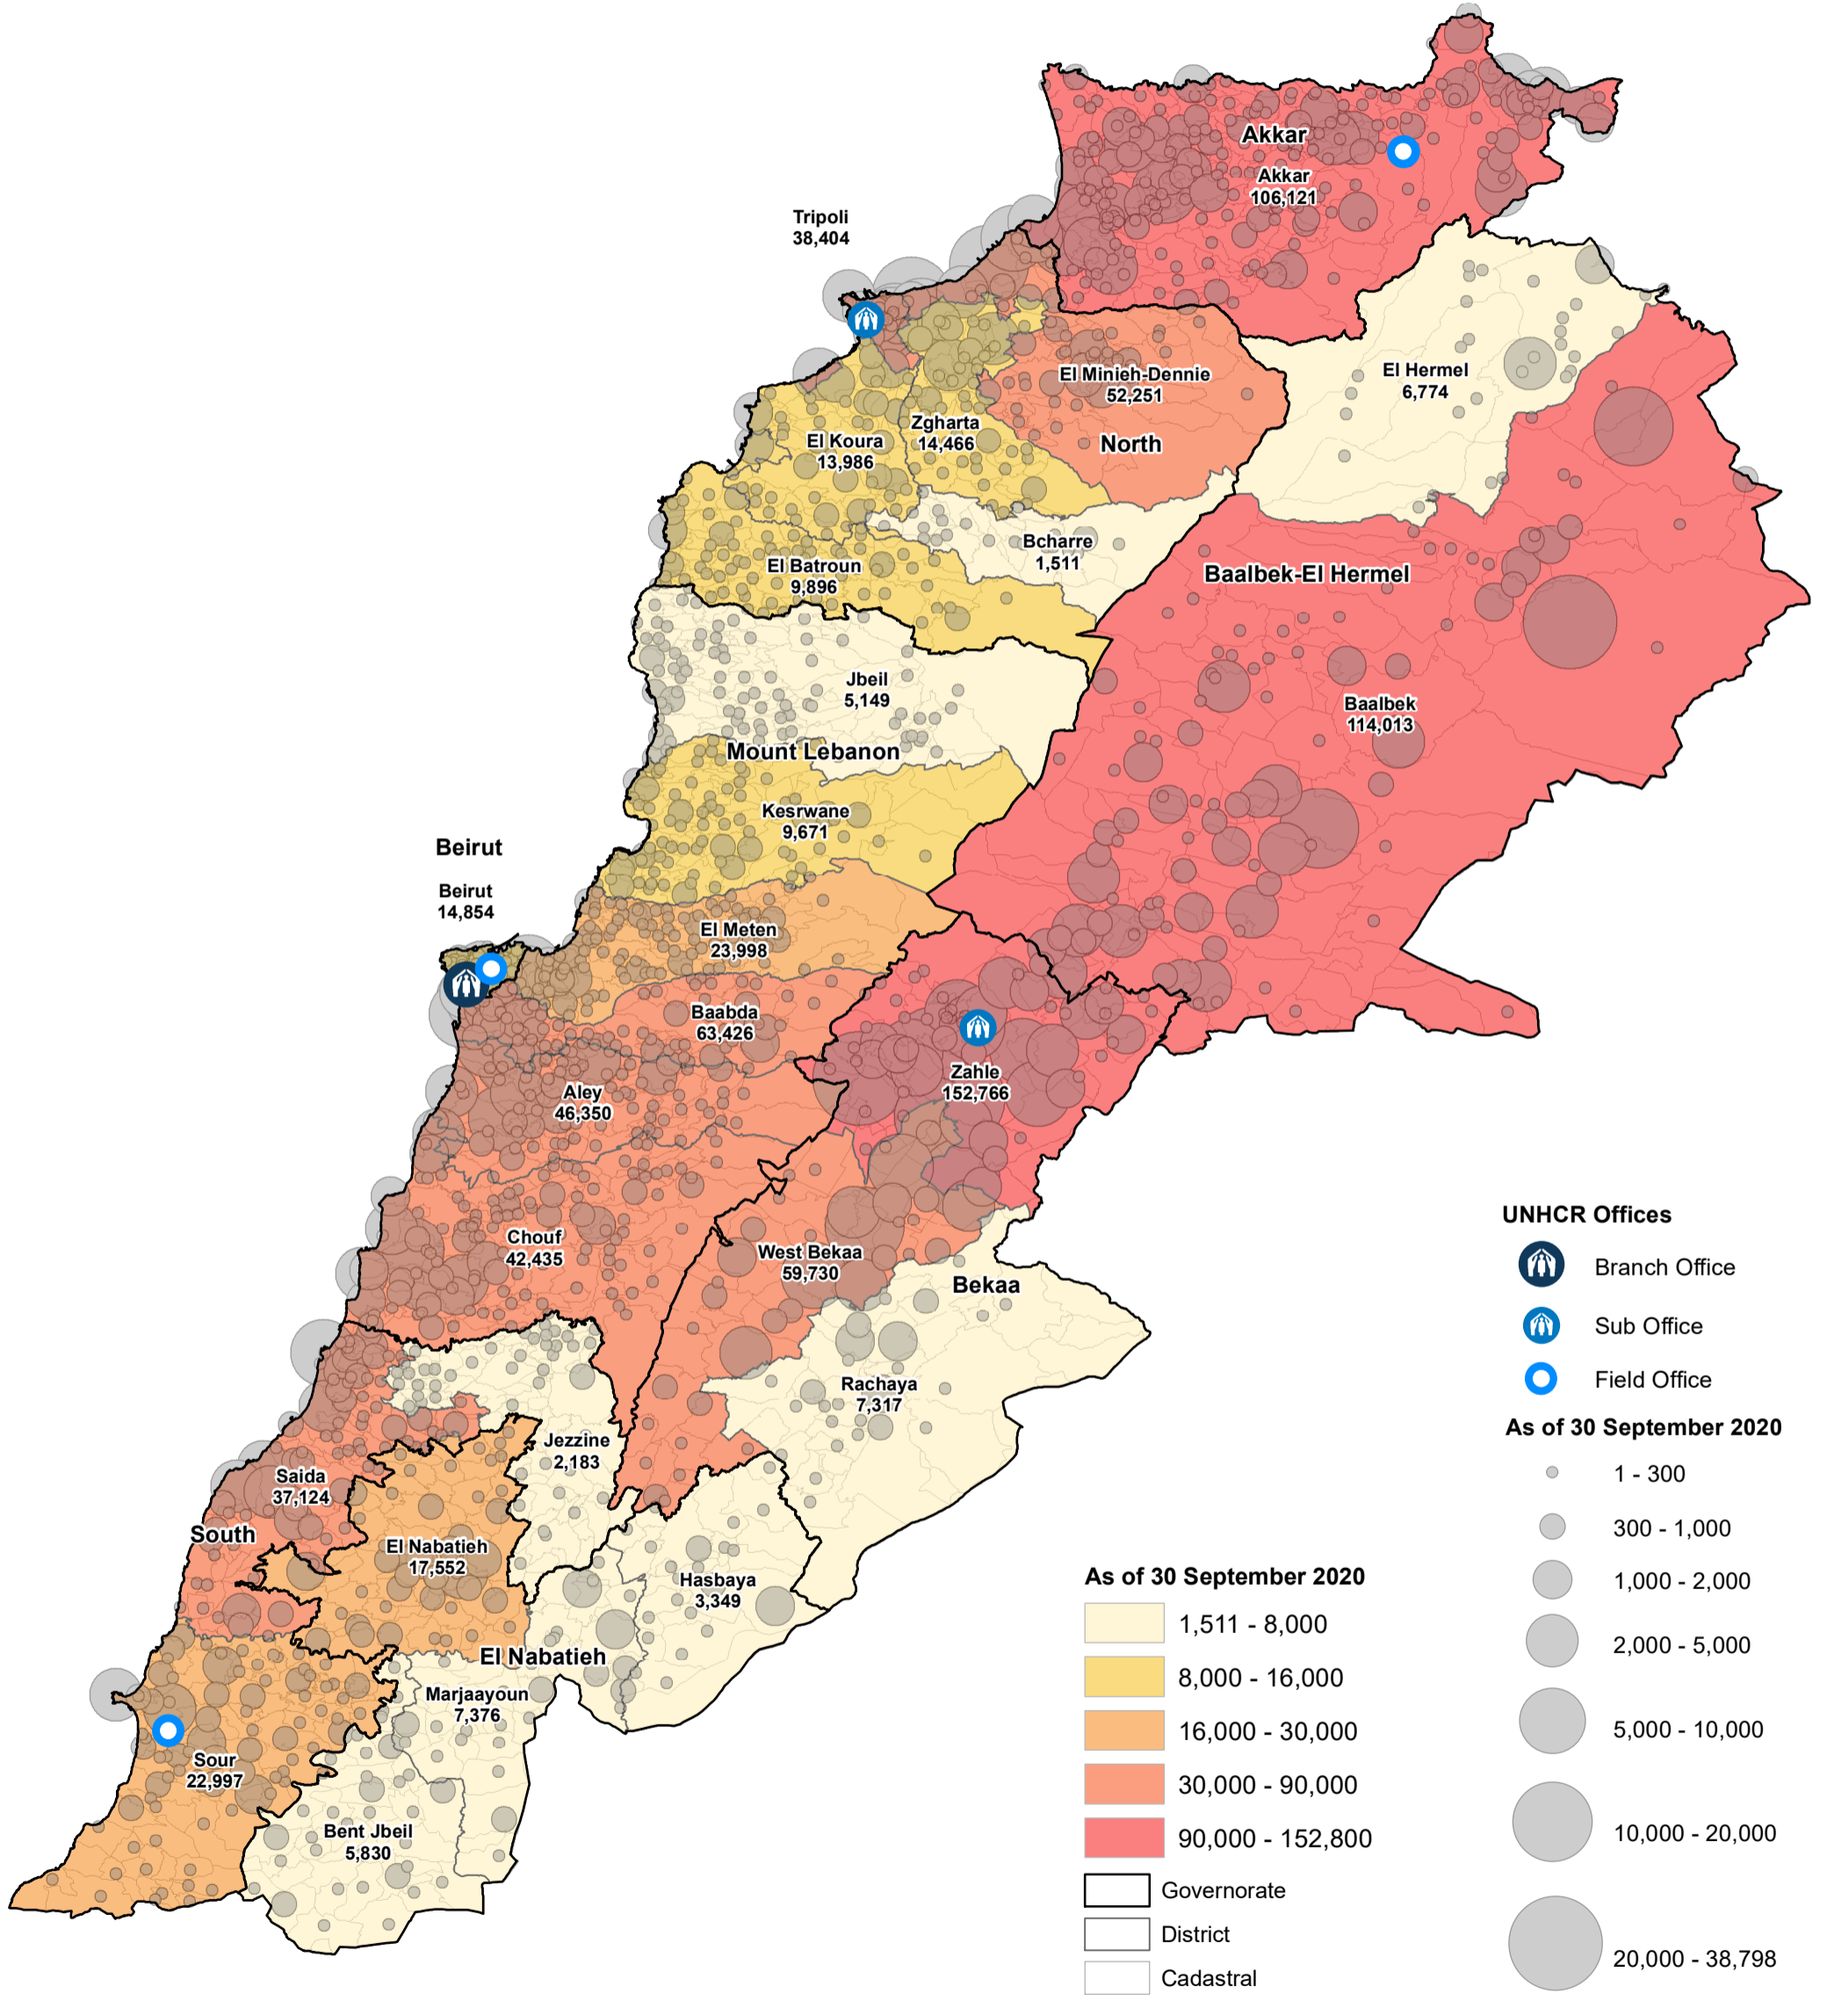 Akkar
Akkar
106,121
Tripoli
38,404
El Hermel
6,774
El Minieh-Dennie
52,251
North
Zgharta
14,466
El Koura
13,986
Bcharre
1,511
El Batroun
9,896
Baalbek-El Hermel
Jbeil
5,149
Baalbek
114,013
Mount Lebanon
Kesrwane
9,671
Beirut
Beirut
14,854
El Meten
23,998
Baabda
63,426
Zahle
152,766
Aley
46,350
Chouf
42,435
West Bekaa
59,730
Bekaa
Rachaya
7,317
Jezzine
2,183
Saida
37,124
South
El Nabatieh
17,552
Hasbaya
3,349
El Nabatieh
Marjaayoun
7,376
Sour
22,997
Bent Jbeil
5,830
UNHCR Offices
Branch Office
Sub Office
Field Office
As of 30 September 2020
1 - 300
300 - 1,000
1,000 - 2,000
2,000 - 5,000
5,000 - 10,000
10,000 - 20,000
20,000 - 38,798
As of 30 September 2020
1,511 - 8,000
8,000 - 16,000
16,000 - 30,000
30,000 - 90,000
90,000 - 152,800
Governorate
District
Cadastral